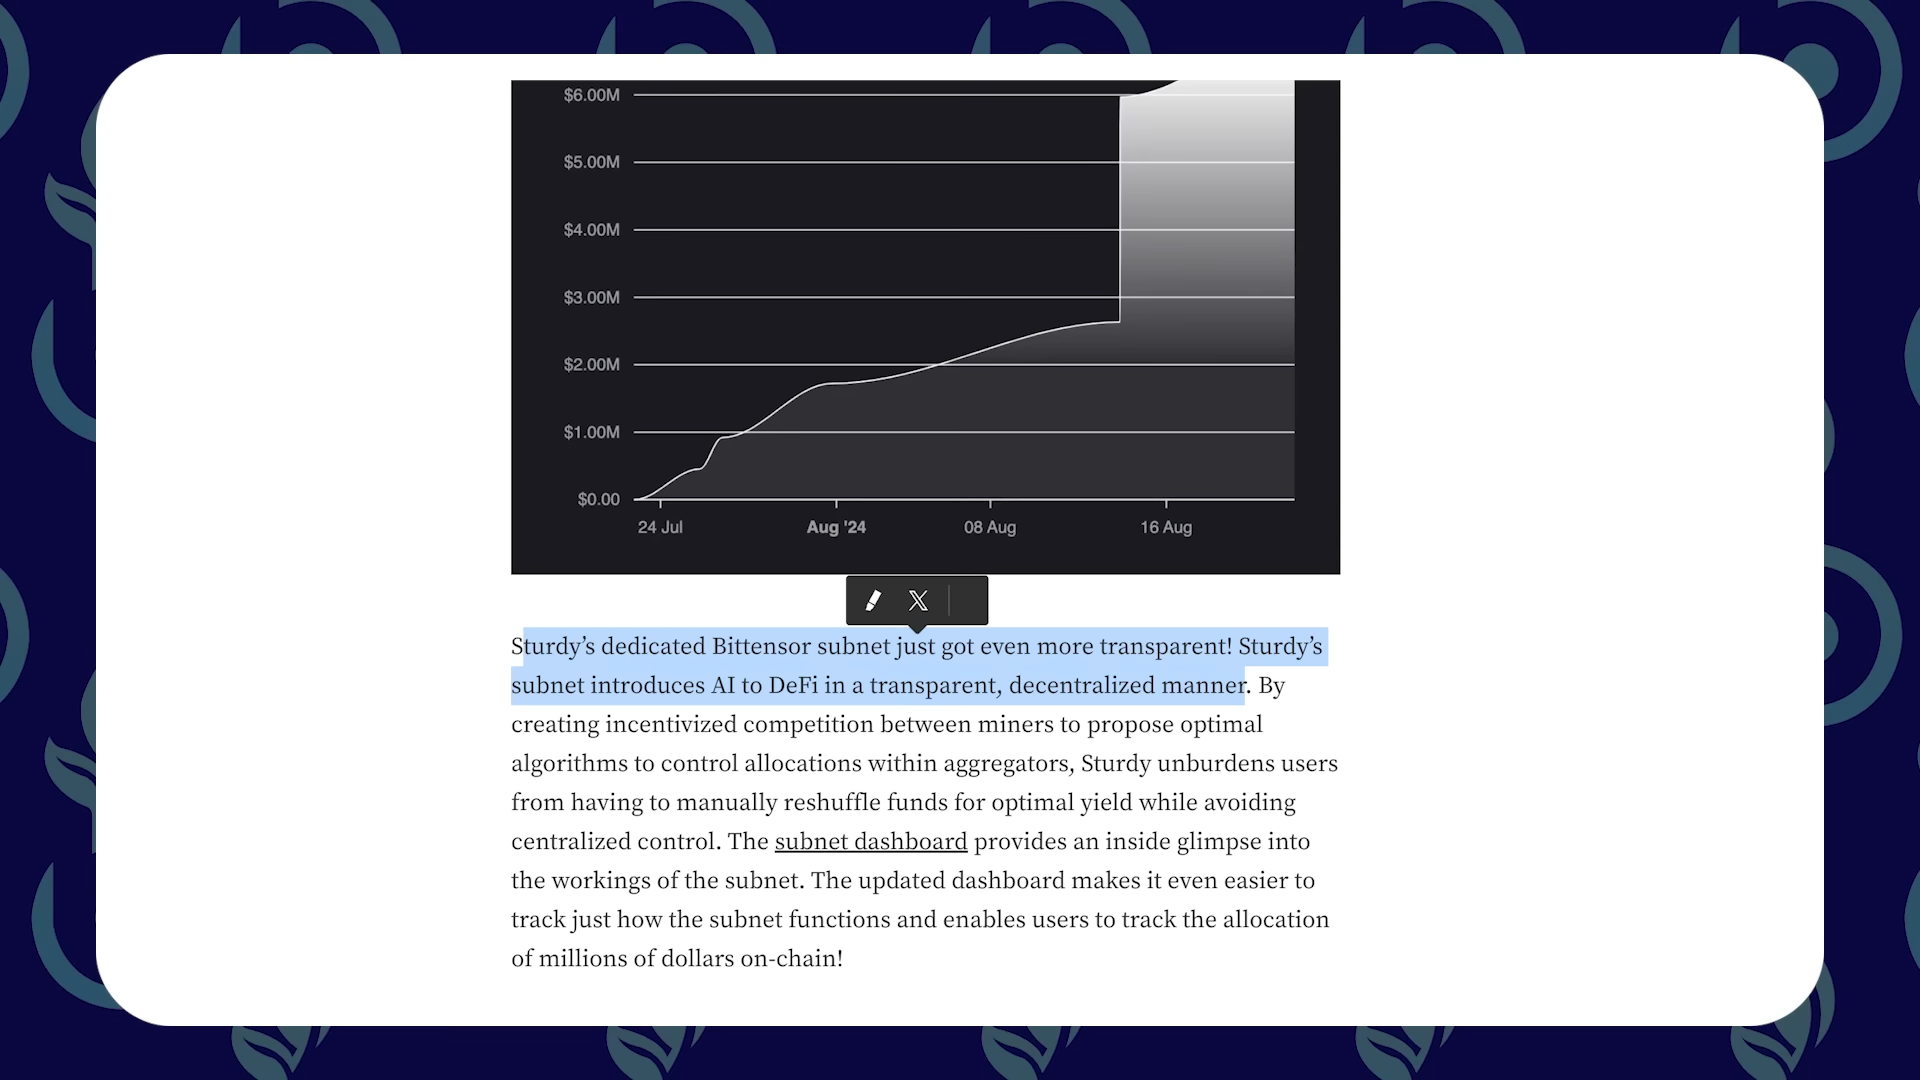 $6.00M
$5.00M
$4.00M
$3.00M
$2.00M
$1.00M
$0.00
24 Jul Aug '24 08 Aug 16 Aug
Sturdy’s dedicated Bittensor subnet just got even more transparent! Sturdy’s
subnet introduces AI to DeFi in a transparent, decentralized manner. By
creating incentivized competition between miners to propose optimal
algorithms to control allocations within aggregators, Sturdy unburdens users
from having to manually reshuffle funds for optimal yield while avoiding
centralized control. The subnet dashboard provides an inside glimpse into
the workings of the subnet. The updated dashboard makes it even easier to
track just how the subnet functions and enables users to track the allocation
of millions of dollars on-chain!